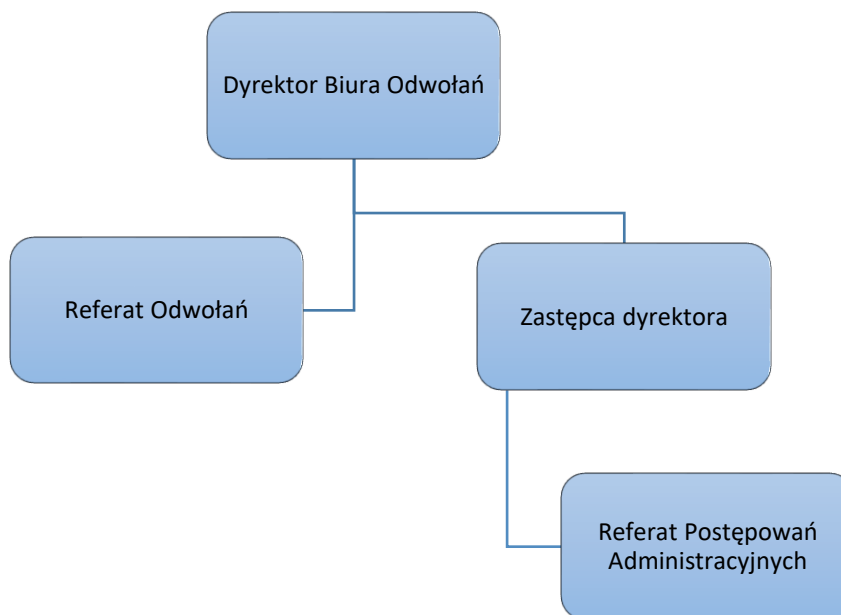 Dyrektor Biura Odwołań
Referat Odwołań
Zastępca dyrektora
Referat Postępowań
Administracyjnych